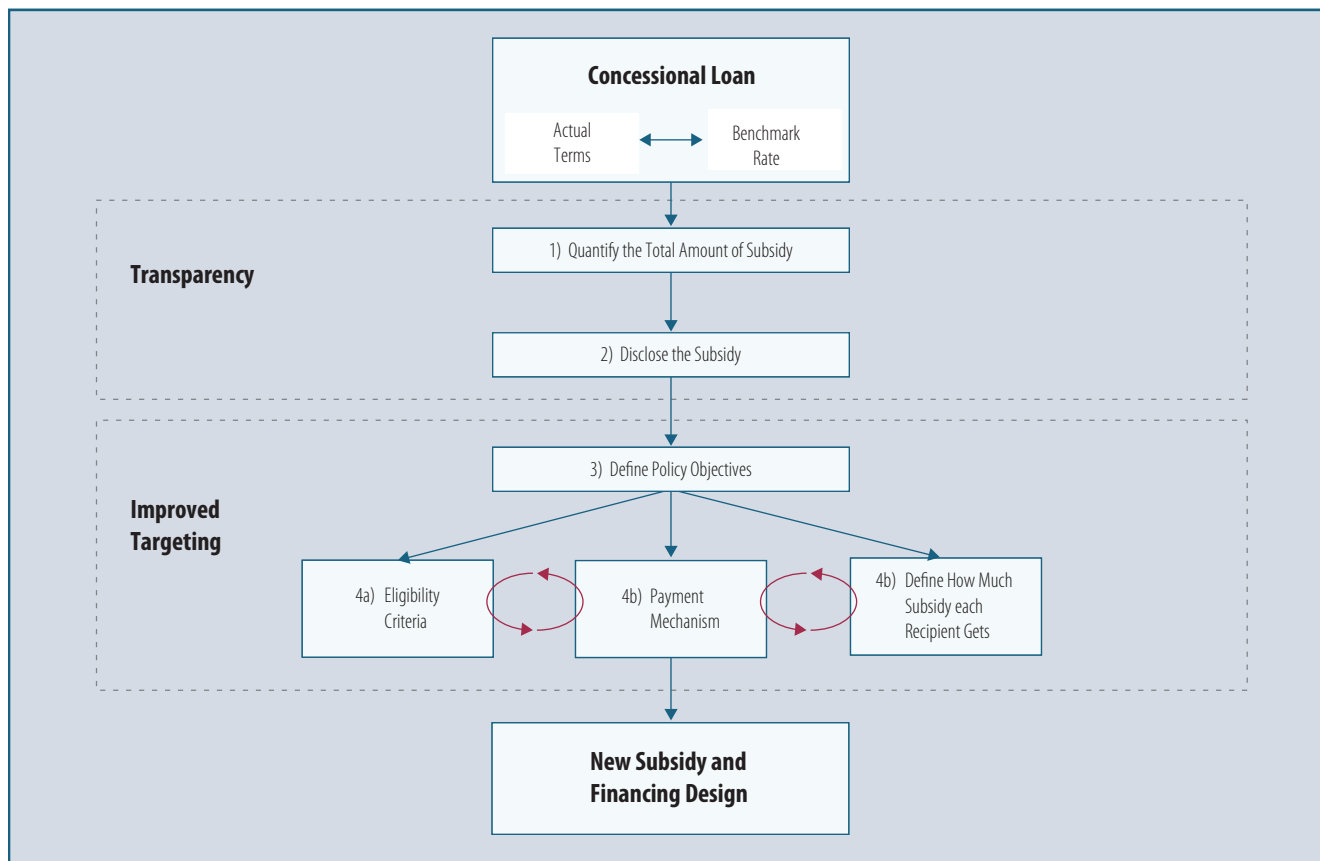 Concessional Loan
Actual
Terms
Benchmark
Rate
Transparency
1) Quantify the Total Amount of Subsidy
2) Disclose the Subsidy
Improved
Targeting
3) Define Policy Objectives
4a) Eligibility
Criteria
4b) Payment
Mechanism
4b) Define How Much
Subsidy each
Recipient Gets
New Subsidy and
Financing Design